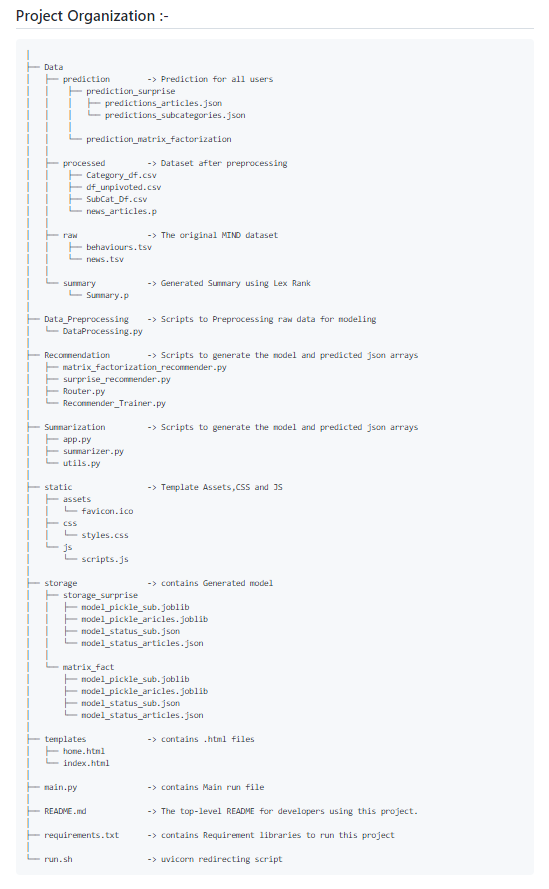 Project Organization :-
│
├── Data
│   ├── prediction        -> Prediction for all users
│   │   ├── prediction_surprise
│   │   │   ├── predictions_articles.json
│   │   │   └── predictions_subcategories.json
│   │   │
│   │   └── prediction_matrix_factorization
│   │
│   ├── processed         -> Dataset after preprocessing
│   │   ├── Category_df.csv
│   │   ├── df_unpivoted.csv
│   │   ├── SubCat_Df.csv
│   │   └── news_articles.p
│   │
│   ├── raw               -> The original MIND dataset
│   │   ├── behaviours.tsv
│   │   └── news.tsv
│   │
│   └── summary           -> Generated Summary using Lex Rank
│       └── Summary.p
│
├── Data_Preprocessing    -> Scripts to Preprocessing raw data for modeling
│   └── DataProcessing.py
│
├── Recommendation        -> Scripts to generate the model and predicted json arrays
│   ├── matrix_factorization_recommender.py
│   ├── surprise_recommender.py
│   ├── Router.py
│   └── Recommender_Trainer.py
│
├── Summarization         -> Scripts to generate the model and predicted json arrays
│   ├── app.py
│   ├── summarizer.py
│   └── utils.py
│
├── static                -> Template Assets,CSS and JS
│   ├── assets
│   │   └── favicon.ico
│   ├── css
│   │   └── styles.css
│   └── js
│       └── scripts.js
│
├── storage               -> contains Generated model
│   ├── storage_surprise
│   │   ├── model_pickle_sub.joblib
│   │   ├── model_pickle_aricles.joblib
│   │   ├── model_status_sub.json
│   │   └── model_status_articles.json
│   │
│   └── matrix_fact
│       ├── model_pickle_sub.joblib
│       ├── model_pickle_aricles.joblib
│       ├── model_status_sub.json
│       └── model_status_articles.json
│
├── templates             -> contains .html files
│   ├── home.html
│   └── index.html
│
├── main.py               -> contains Main run file
│
├── README.md             -> The top-level README for developers using this project.
│
├── requirements.txt      -> contains Requirement libraries to run this project
│
└── run.sh                -> uvicorn redirecting script